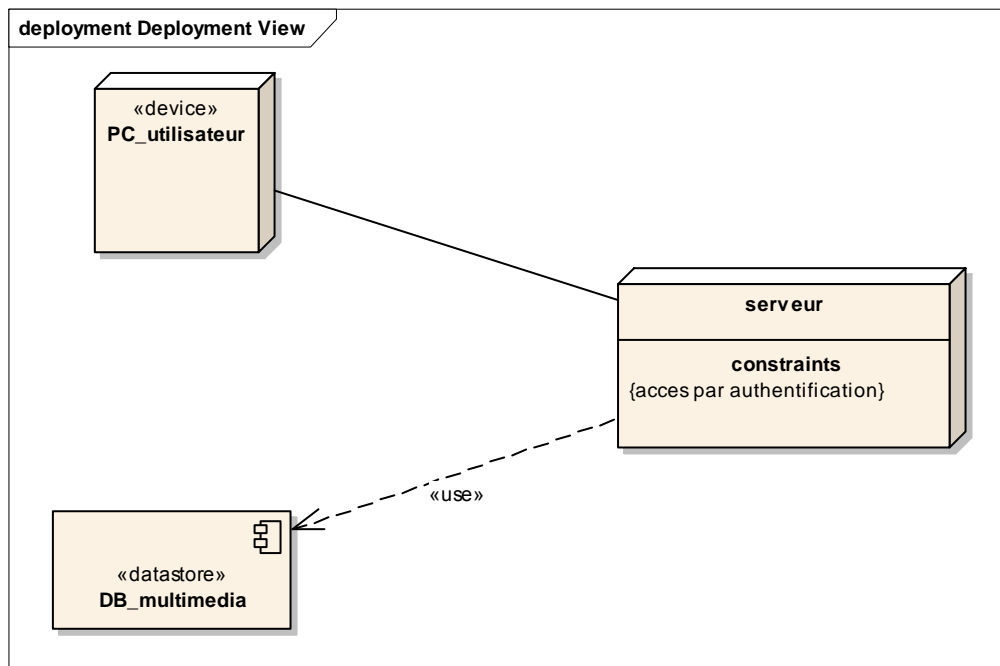 deployment Deployment View
«device»
PC_utilisateur
serveur
constraints
{acces par authentification}
«use»
«datastore»
DB_multimedia